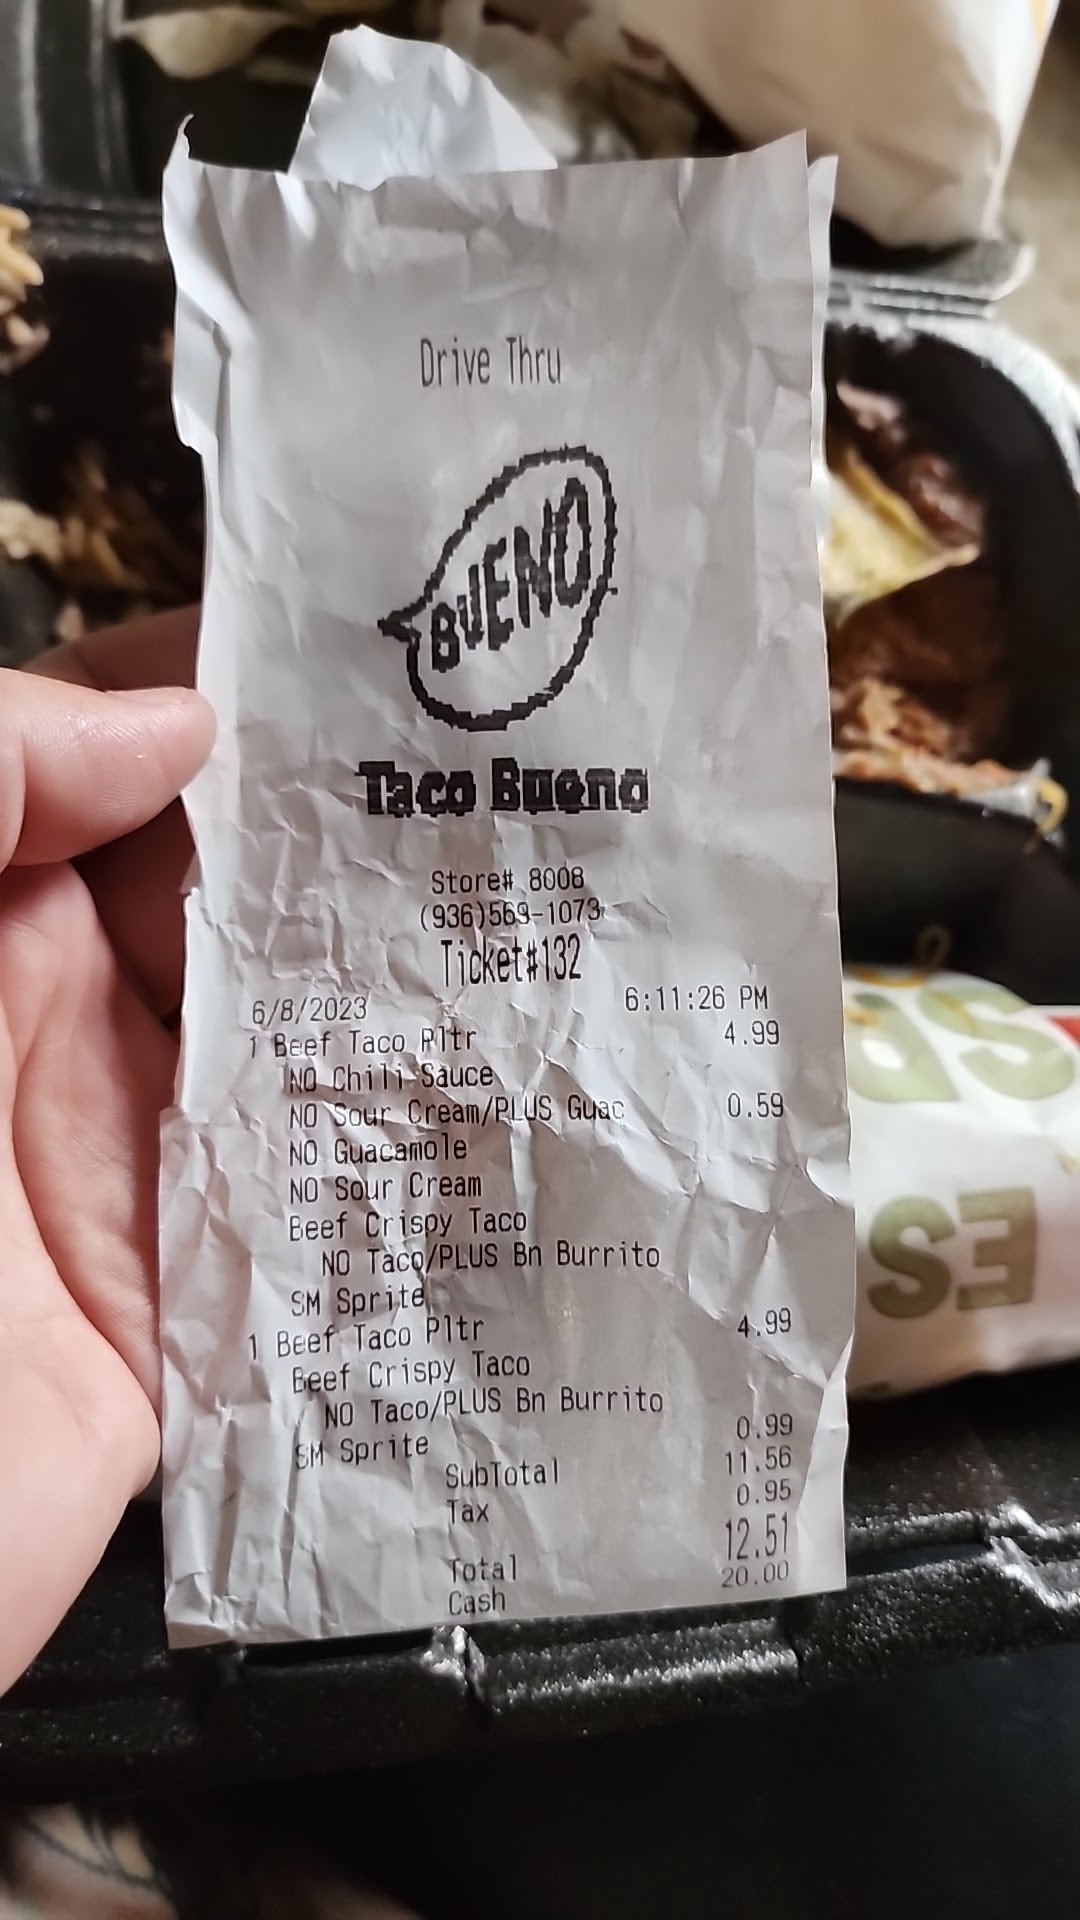 Drive Thru
BUENO
Taco Bueno
Store# 8008
(936)569-1073
Ticket#132
6/8/2023 6:11:26 PM
1 Beef Taco Pltr 4.99
NO Chili Sauce
NO Sour Cream/PLUS Guac 0.59
NO Guacamole
NO Sour Cream
Beef Crispy Taco
NO Taco/PLUS Bn Burrito
SM Sprite
1 Beef Taco Pltr 4.99
Beef Crispy Taco
NO Taco/PLUS Bn Burrito
SM Sprite 0.99
SubTotal 11.56
Tax 0.95
Total 12.51
Cash 20.00
ES